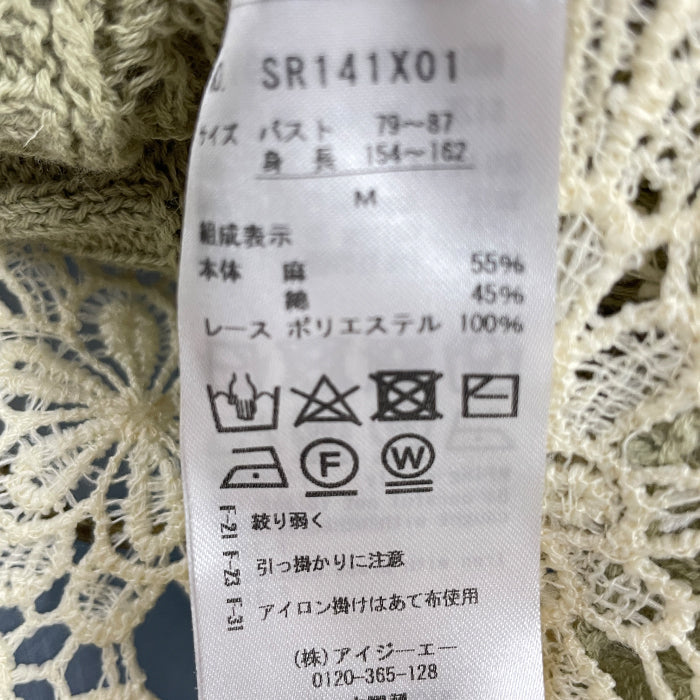 SR141X01
サイズ バスト 79〜87
身 長 154〜162
M
組成表示
本体 麻 55%
綿 45%
レース ポリエステル 100%
F W
F-21 絞り弱く
F-23 引っ掛かりに注意
F-31 アイロン掛けはあて布使用
(株)アイジーエー
0120-365-128